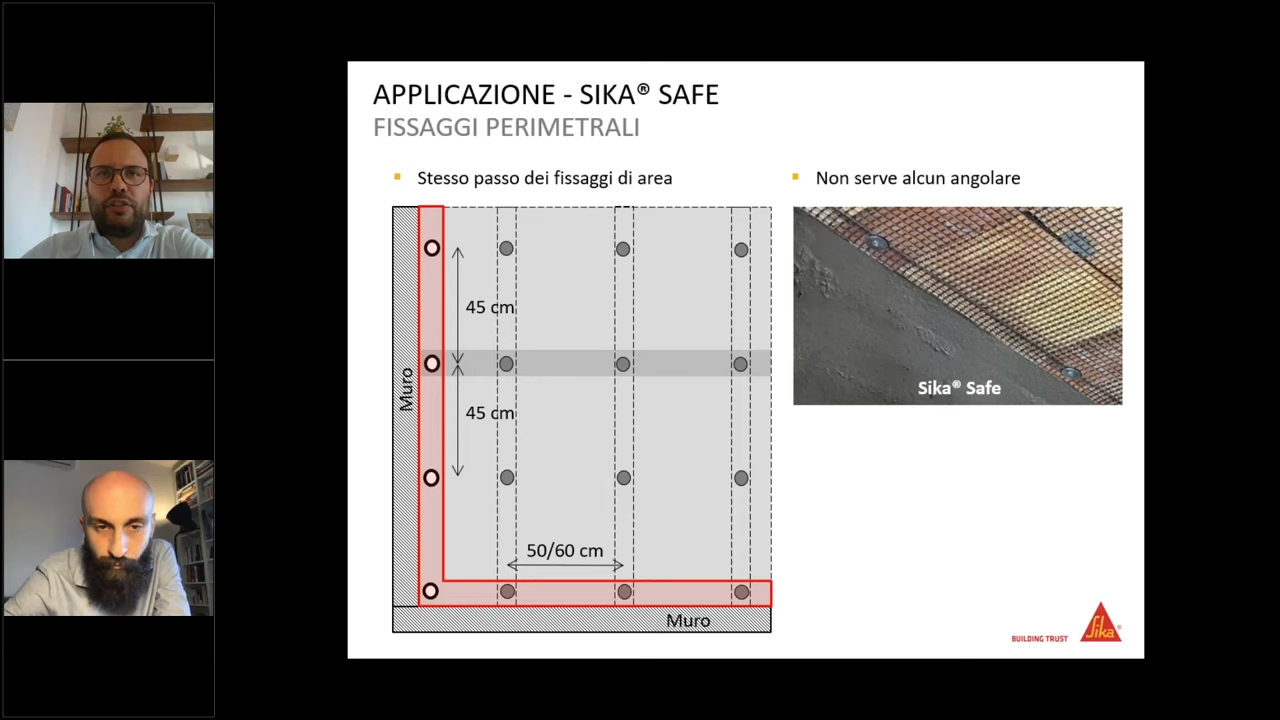 APPLICAZIONE - SIKA® SAFE
FISSAGGI PERIMETRALI
Stesso passo dei fissaggi di area
Non serve alcun angolare
45 cm
Muro
45 cm
50/60 cm
Muro
Sika® Safe
BUILDING TRUST
Sika®